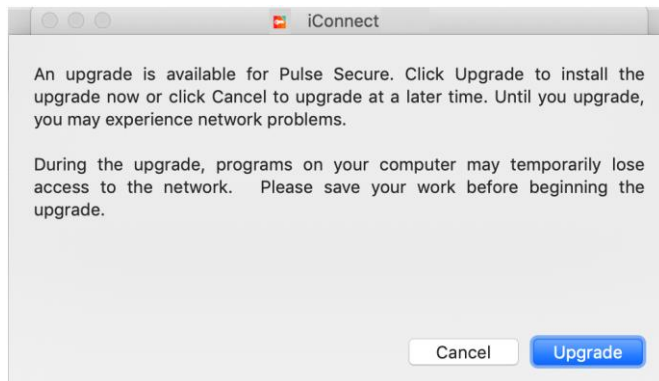 iConnect
An upgrade is available for Pulse Secure. Click Upgrade to install the
upgrade now or click Cancel to upgrade at a later time. Until you upgrade,
you may experience network problems.
During the upgrade, programs on your computer may temporarily lose
access to the network. Please save your work before beginning the
upgrade.
Cancel Upgrade